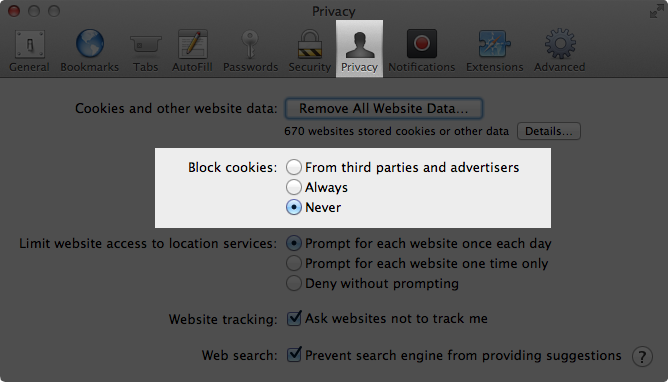 Privacy
General Bookmarks Tabs AutoFill Passwords Security Privacy Notifications Extensions Advanced
Cookies and other website data: Remove All Website Data...
670 websites stored cookies or other data Details...
Block cookies: From third parties and advertisers
Always
Never
Limit website access to location services: Prompt for each website once each day
Prompt for each website one time only
Deny without prompting
Website tracking: Ask websites not to track me
Web search: Prevent search engine from providing suggestions ?